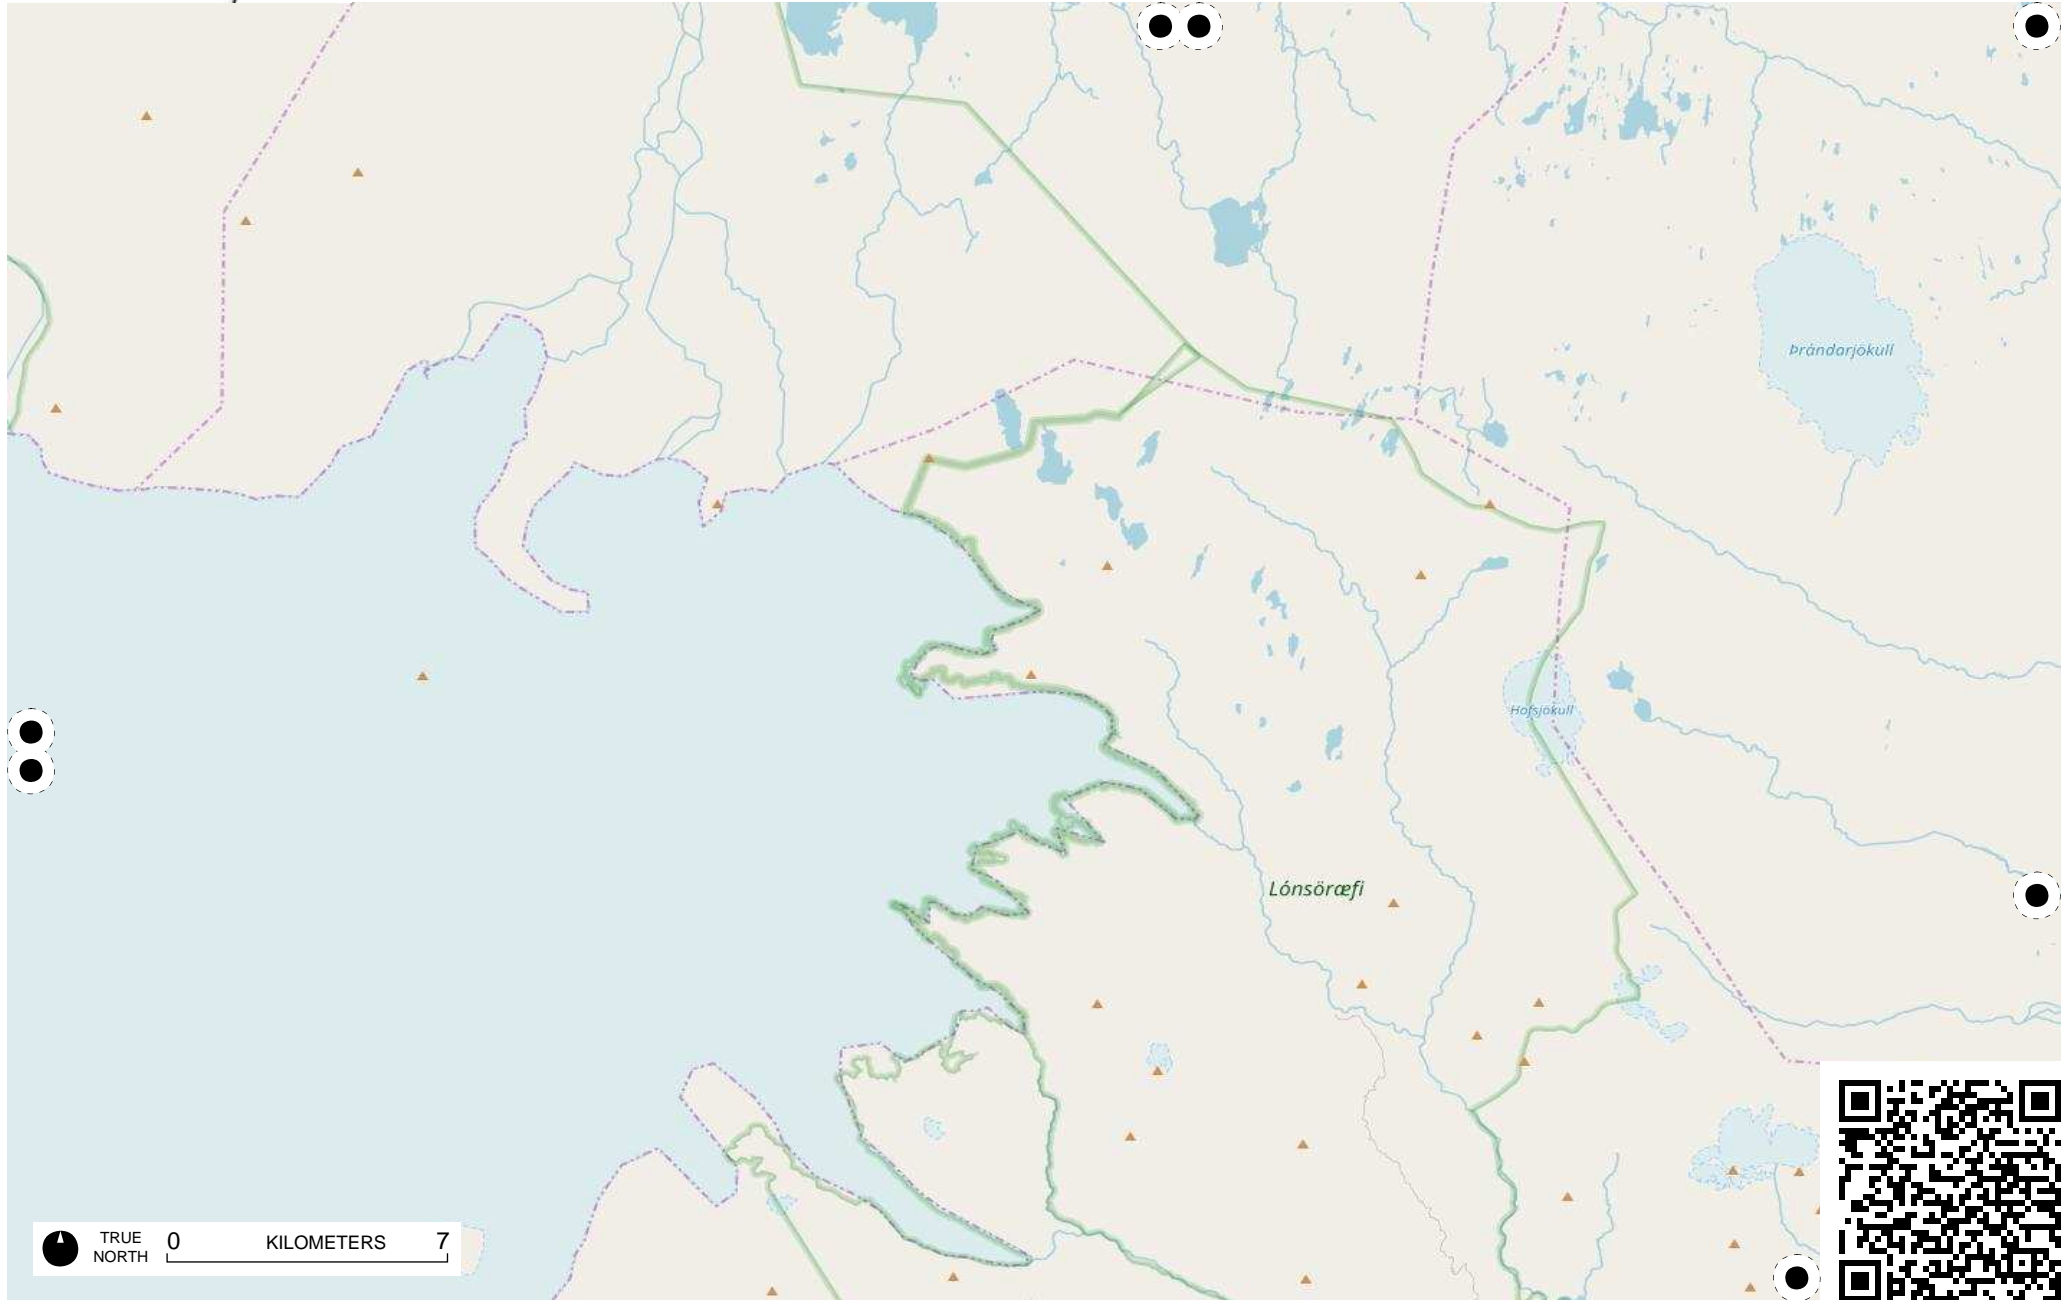 Þrándarjökull
Hofsjökull
Lónsöræfi
TRUE
NORTH
0 KILOMETERS 7